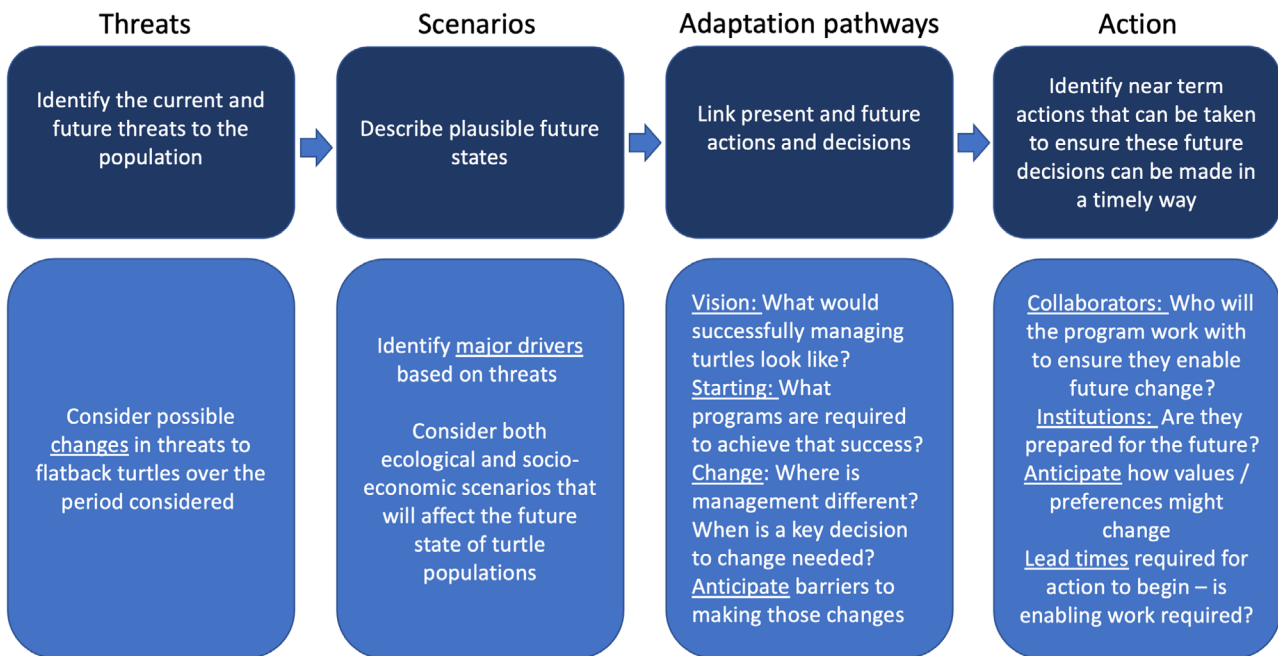 Threats
Scenarios
Adaptation pathways
Action
Identify the current and
future threats to the
population
Describe plausible future
states
Link present and future
actions and decisions
Identify near term
actions that can be taken
to ensure these future
decisions can be made in
a timely way
Consider possible
changes in threats to
flatback turtles over the
period considered
Identify major drivers
based on threats
Consider both
ecological and socio-
economic scenarios that
will affect the future
state of turtle
populations
Vision: What would
successfully managing
turtles look like?
Starting: What
programs are required
to achieve that success?
Change: Where is
management different?
When is a key decision
to change needed?
Anticipate barriers to
making those changes
Collaborators: Who will
the program work with
to ensure they enable
future change?
Institutions: Are they
prepared for the future?
Anticipate how values /
preferences might
change
Lead times required for
action to begin – is
enabling work required?